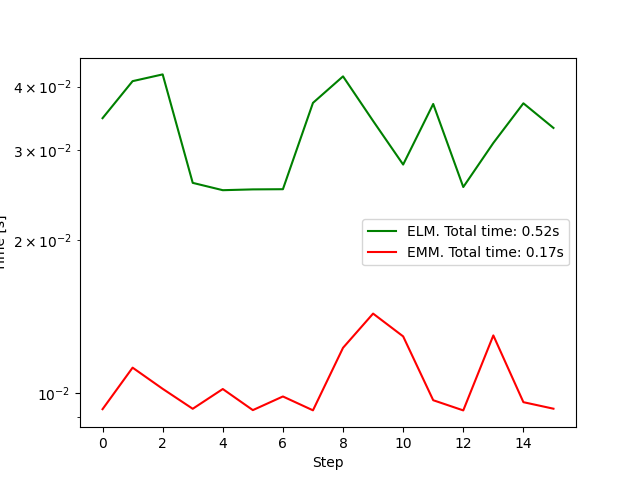 4 × 10⁻²
3 × 10⁻²
2 × 10⁻²
10⁻²
Time [s]
ELM. Total time: 0.52s
EMM. Total time: 0.17s
0 2 4 6 8 10 12 14
Step